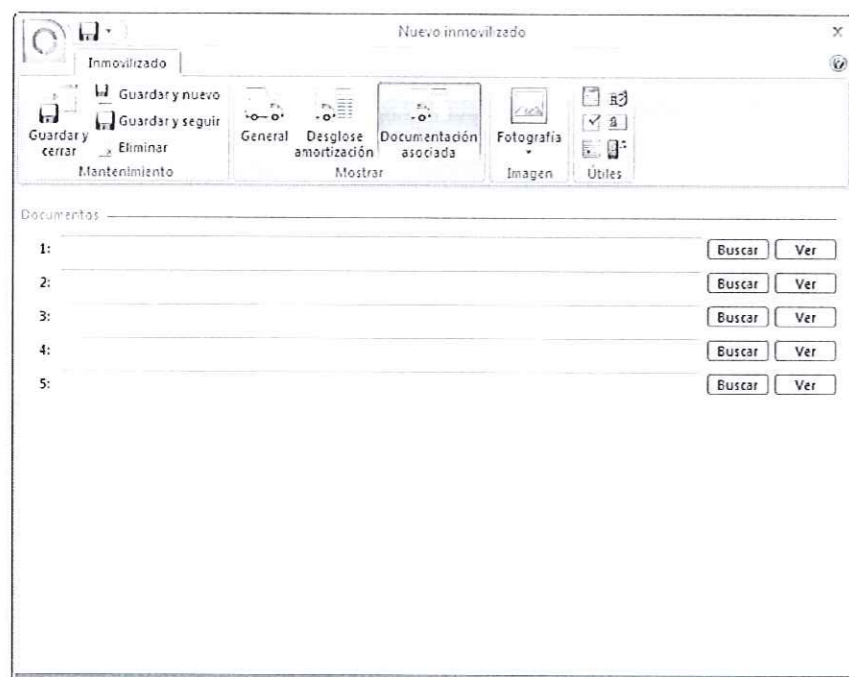 Nuevo inmovilizado
X
Inmovilizado
Guardar y cerrar
Guardar y nuevo
Guardar y seguir
Eliminar
Mantenimiento
General
Desglose amortización
Documentación asociada
Mostrar
Fotografía
Imagen
Útiles
Documentos
1:
Buscar
Ver
2:
Buscar
Ver
3:
Buscar
Ver
4:
Buscar
Ver
5:
Buscar
Ver